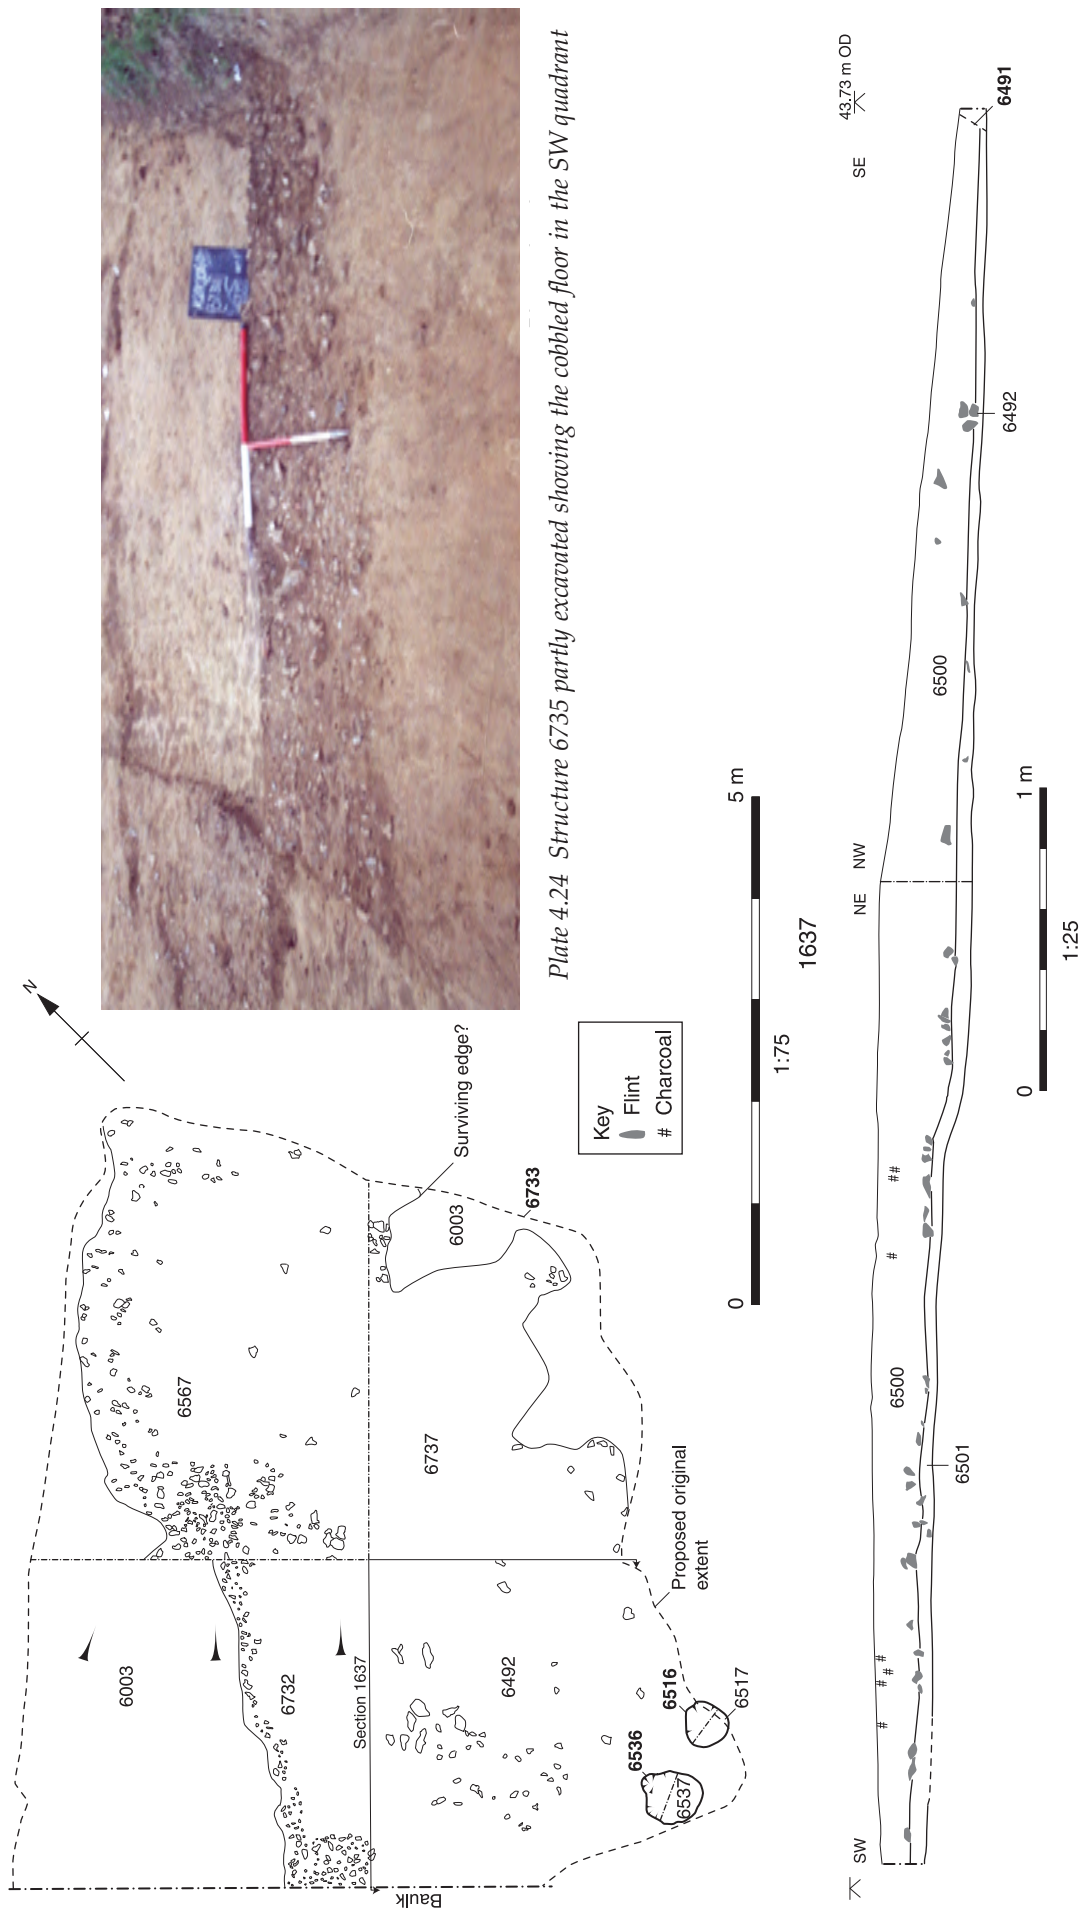 N
Surviving edge?
6003
6733
6567
6737
Proposed original
extent
6003
6732
Section 1637
6492
6516
6517
6536
6537
Baulk
Key
Flint
# Charcoal
Plate 4.24 Structure 6735 partly excavated showing the cobbled floor in the SW quadrant
0
5 m
1:75
1637
SW
NE
NW
SE
43.73 m OD
6500
6501
6500
6492
6491
0
1 m
1:25